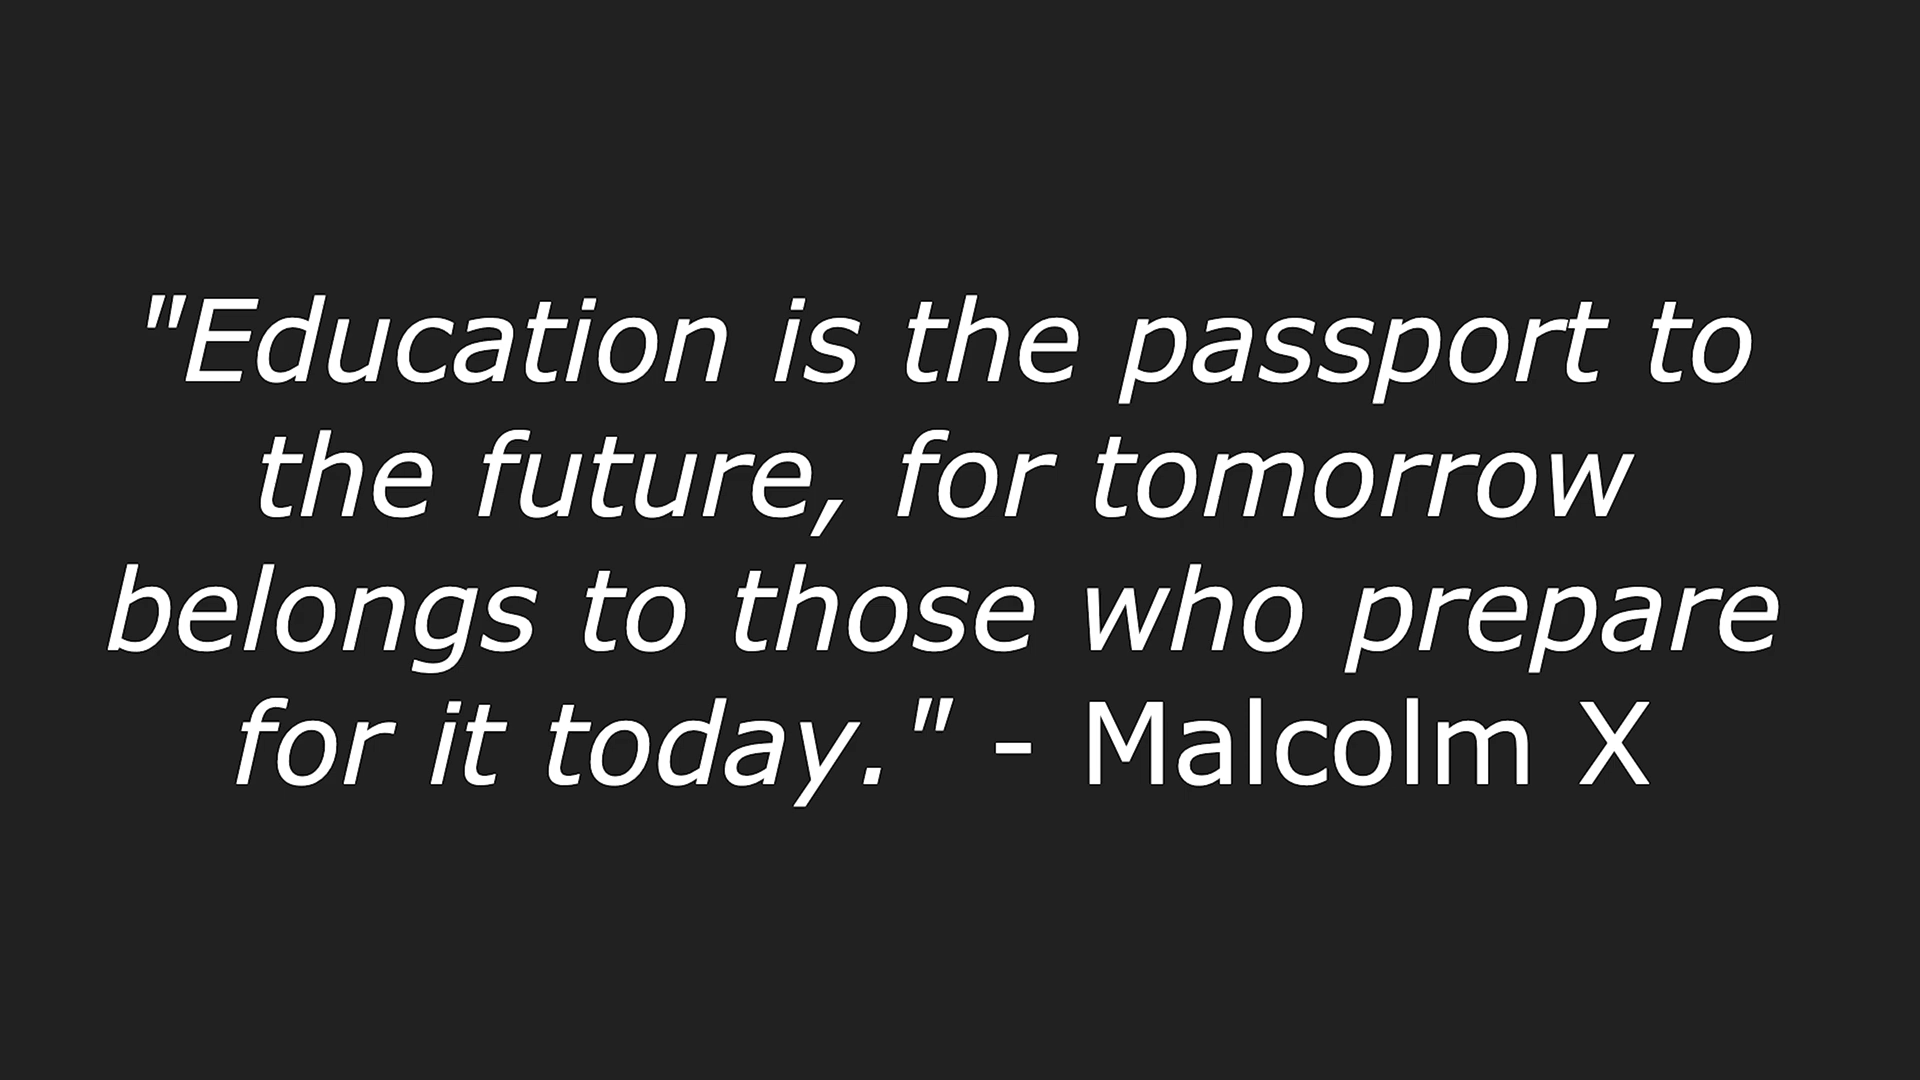 "Education is the passport to
the future, for tomorrow
belongs to those who prepare
for it today." - Malcolm X